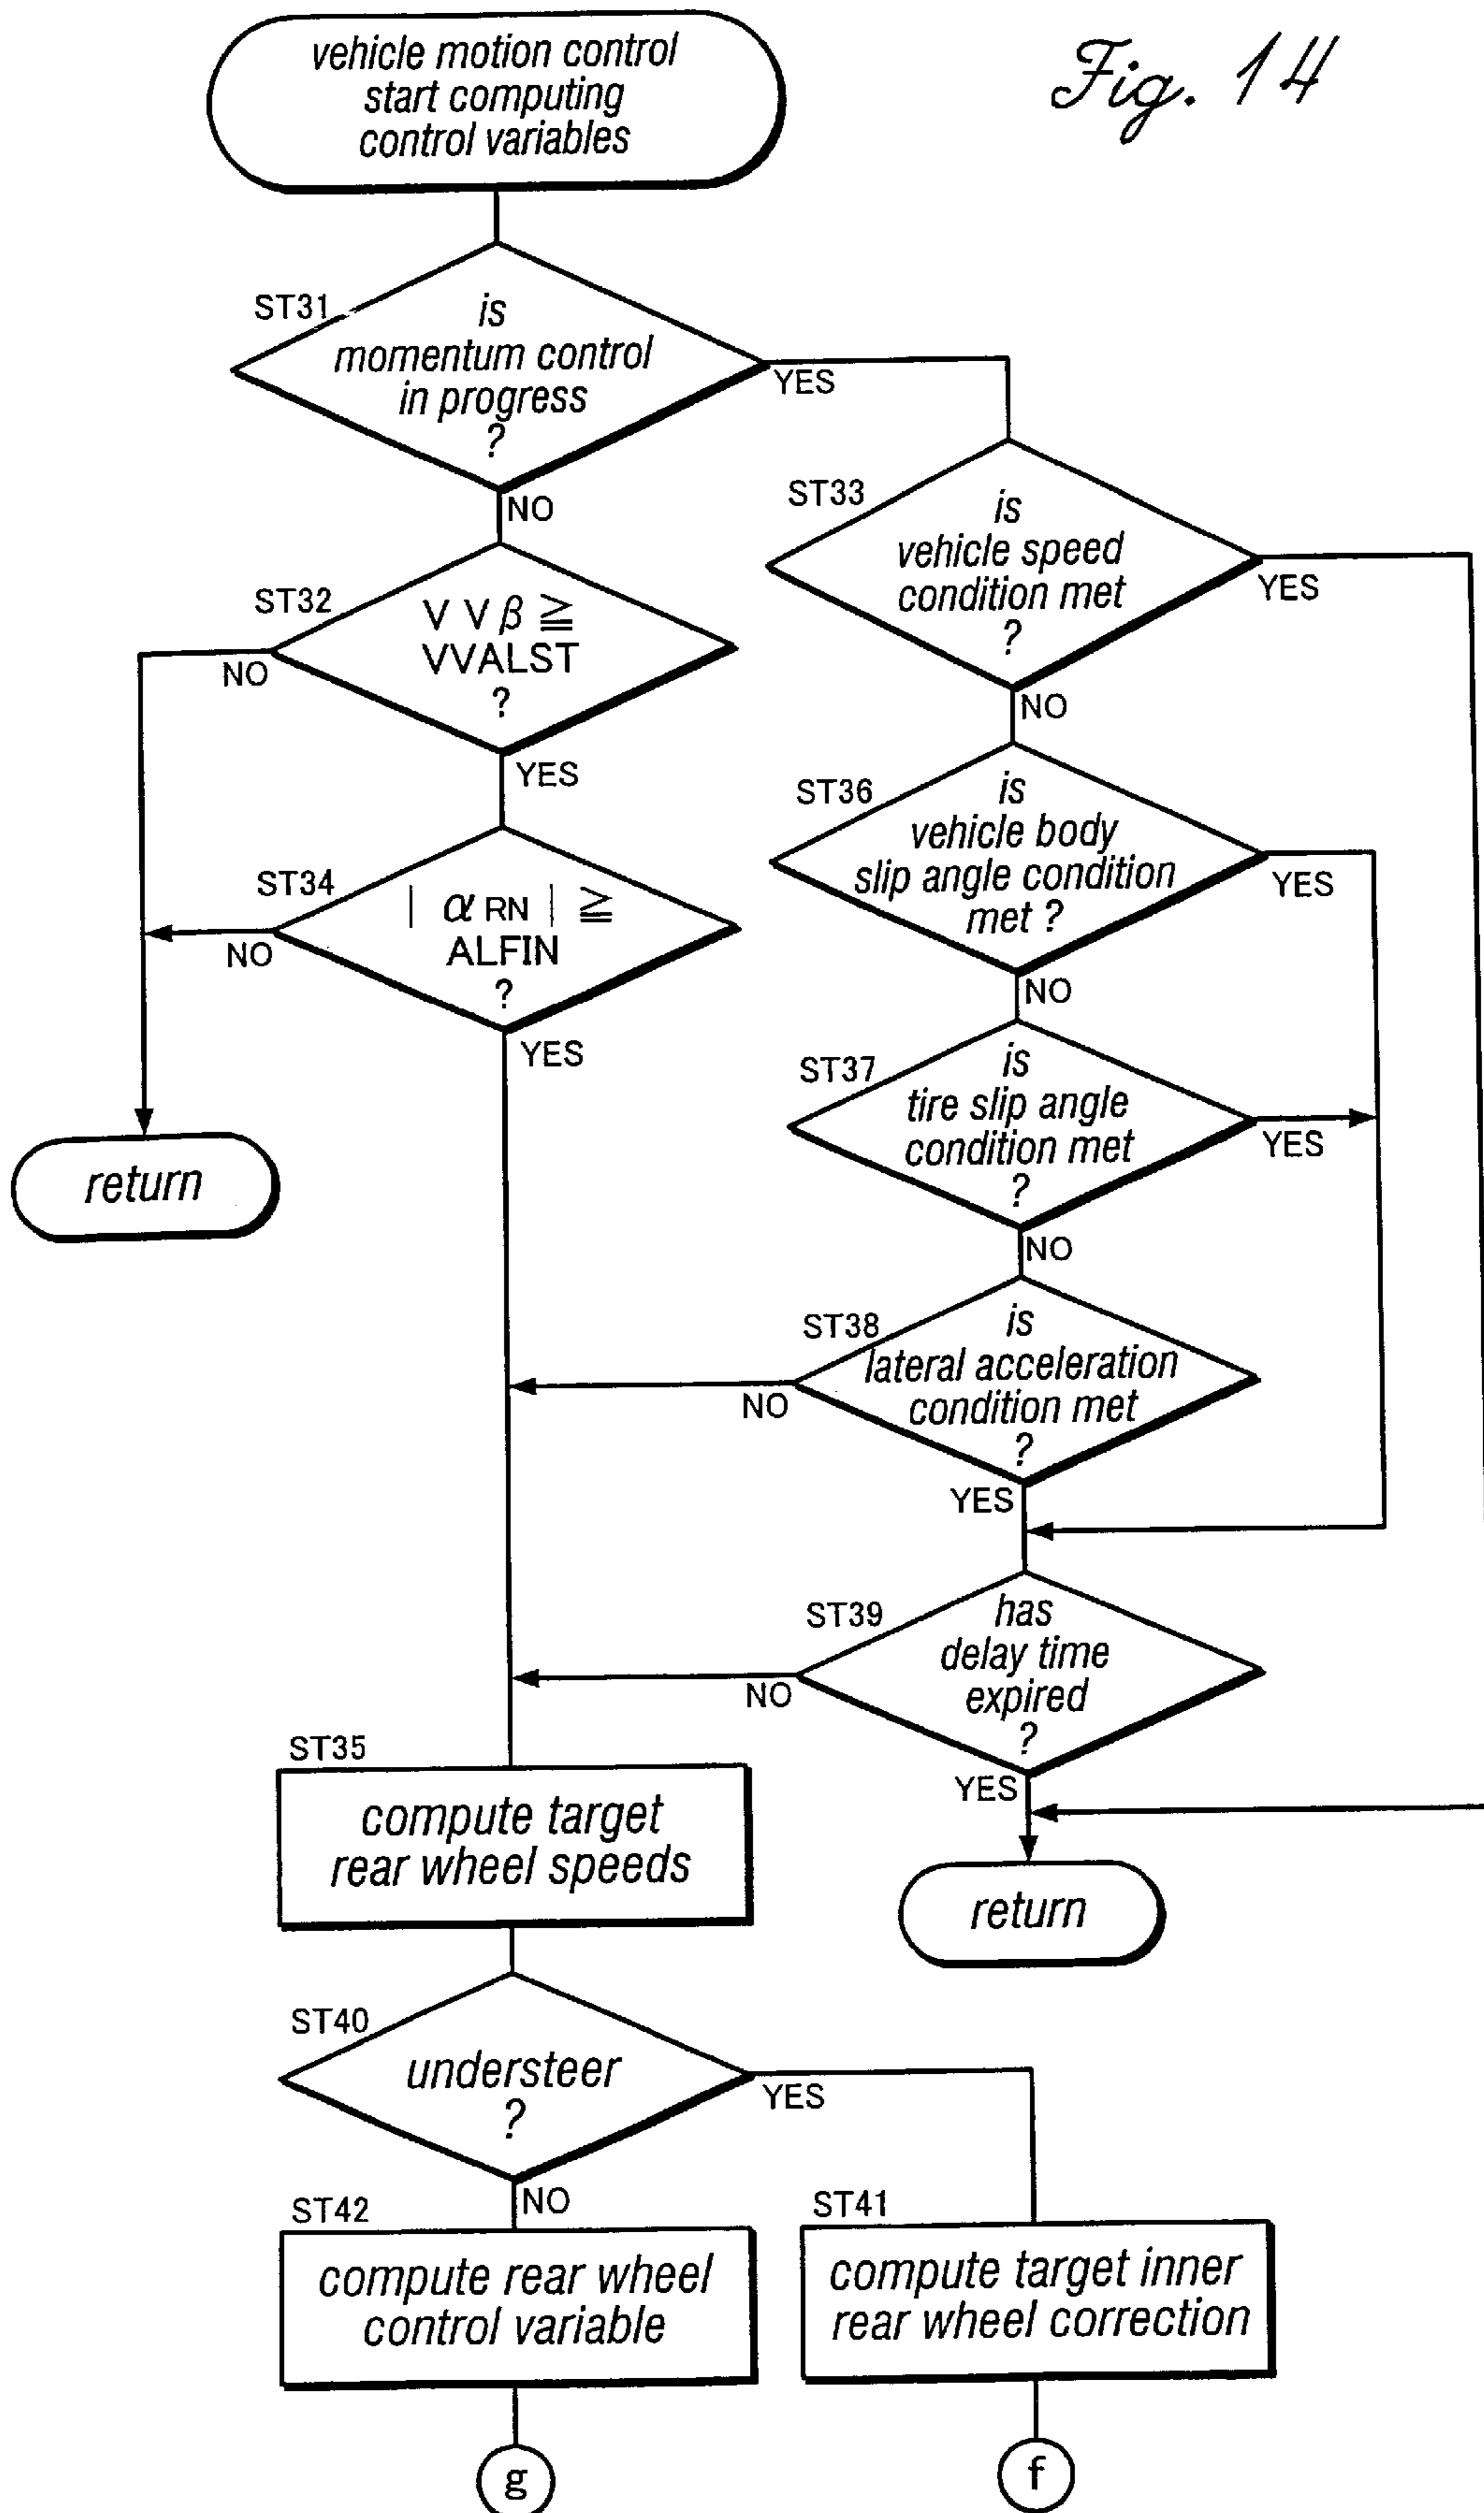 Fig. 14
vehicle motion control
start computing
control variables
ST31
is
momentum control
in progress
?
YES
NO
ST32
V V β ≧
VVALST
?
NO
YES
ST33
is
vehicle speed
condition met
?
YES
NO
ST34
| α RN | ≧
ALFIN
?
NO
YES
return
ST36
is
vehicle body
slip angle condition
met ?
YES
NO
ST37
is
tire slip angle
condition met
?
YES
NO
ST38
is
lateral acceleration
condition met
?
NO
YES
ST39
has
delay time
expired
?
NO
YES
return
ST35
compute target
rear wheel speeds
ST40
understeer
?
YES
NO
ST42
compute rear wheel
control variable
g
ST41
compute target inner
rear wheel correction
f